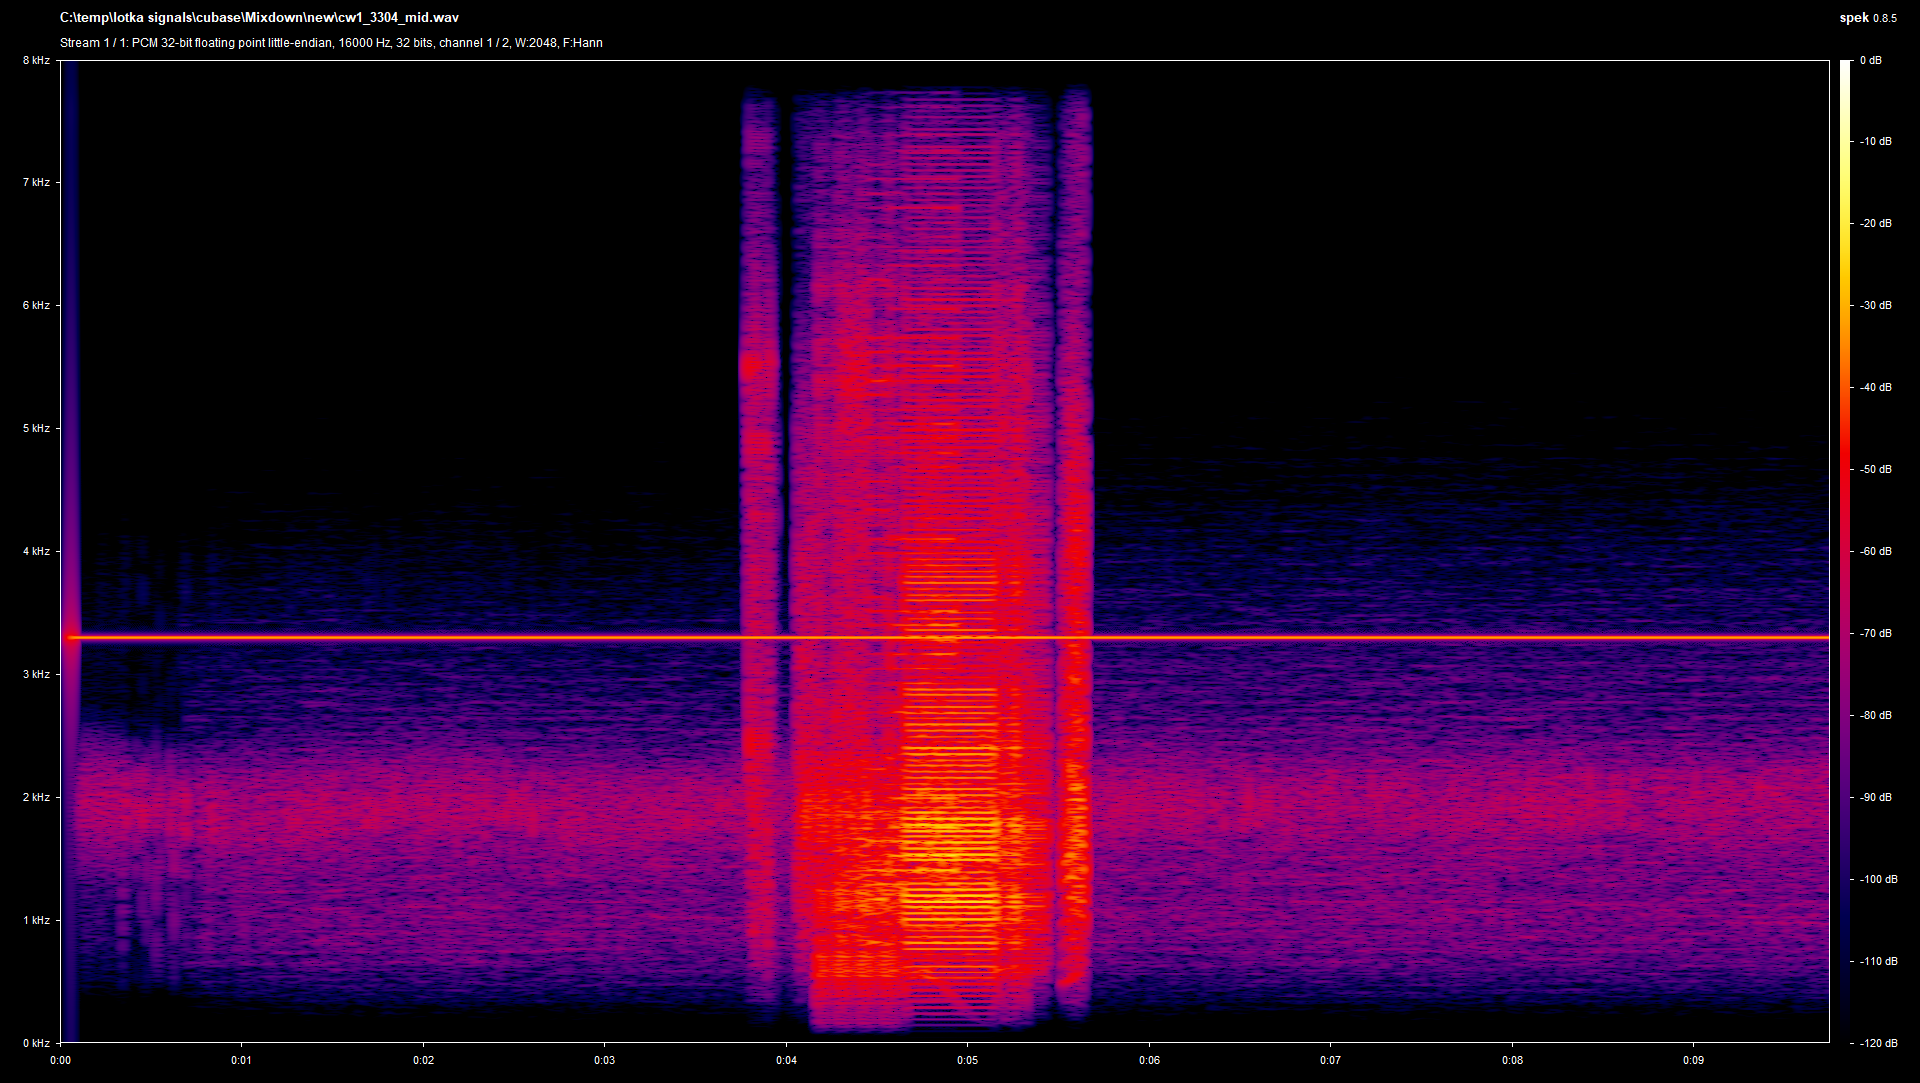 C:\temp\lotka signals\cubase\Mixdown\new\cw1_3304_mid.wav
spek 0.8.5
Stream 1 / 1: PCM 32-bit floating point little-endian, 16000 Hz, 32 bits, channel 1 / 2, W:2048, F:Hann
8 kHz
7 kHz
6 kHz
5 kHz
4 kHz
3 kHz
2 kHz
1 kHz
0 kHz
0 dB
-10 dB
-20 dB
-30 dB
-40 dB
-50 dB
-60 dB
-70 dB
-80 dB
-90 dB
-100 dB
-110 dB
-120 dB
0:00 0:01 0:02 0:03 0:04 0:05 0:06 0:07 0:08 0:09